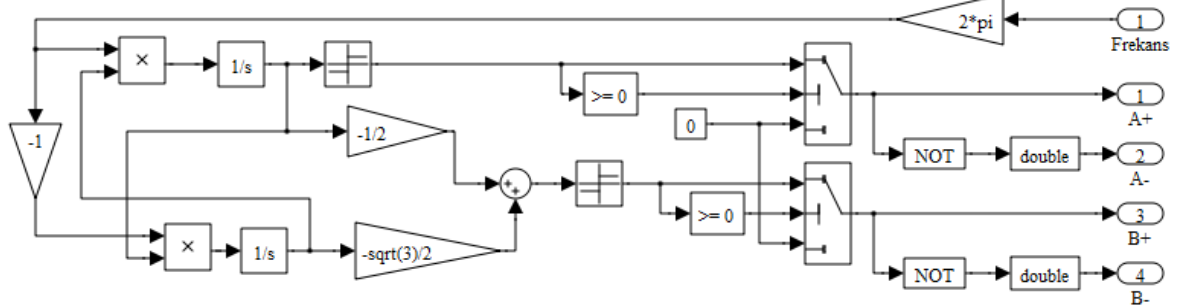 2*pi
1
Frekans
×
1/s
>= 0
1
A+
-1
-1/2
0
NOT
double
2
A-
>= 0
3
B+
×
1/s
-sqrt(3)/2
NOT
double
4
B-